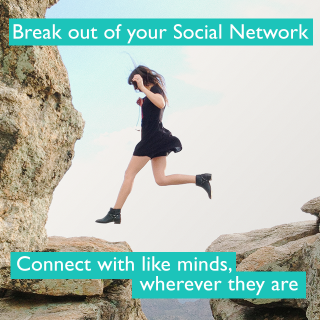 Break out of your Social Network
Connect with like minds,
wherever they are